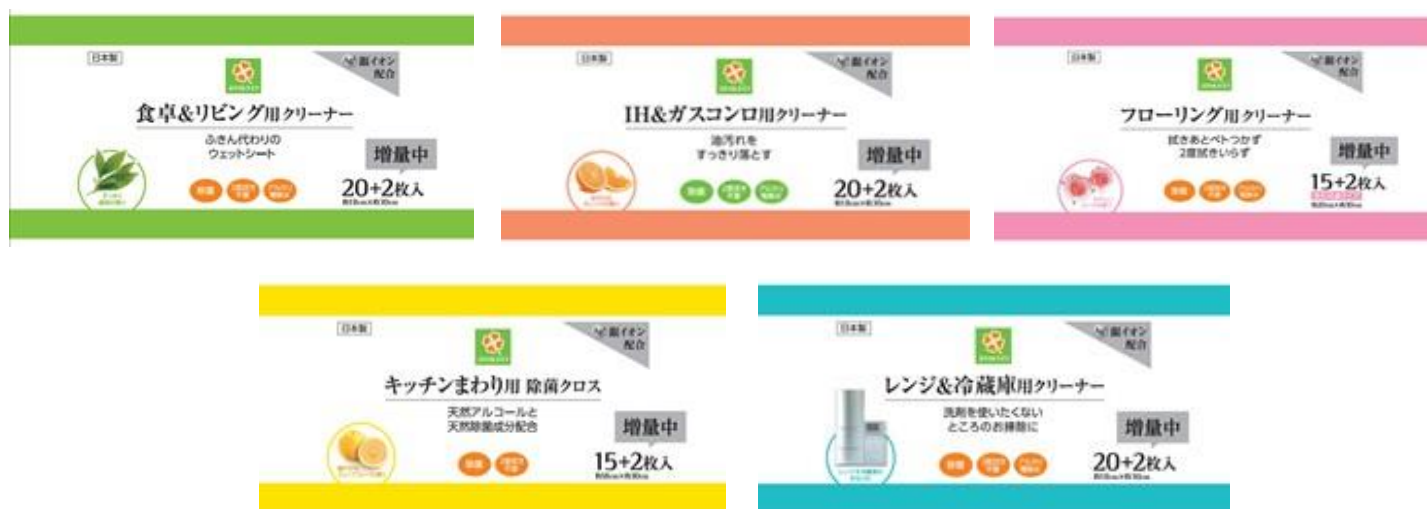 日本製
銀イオン
配合
食卓&リビング用クリーナー
ふきん代わりの
ウェットシート
増量中
除菌
20+2枚入
日本製
銀イオン
配合
IH&ガスコンロ用クリーナー
油汚れを
すっきり落とす
増量中
除菌
20+2枚入
日本製
銀イオン
配合
フローリング用クリーナー
拭きあとベトつかず
2度拭きいらず
増量中
除菌
15+2枚入
日本製
銀イオン
配合
キッチンまわり用 除菌クロス
天然アルコールと
天然除菌成分配合
増量中
除菌
15+2枚入
日本製
銀イオン
配合
レンジ&冷蔵庫用クリーナー
洗剤を使いたくない
ところのお掃除に
増量中
除菌
20+2枚入